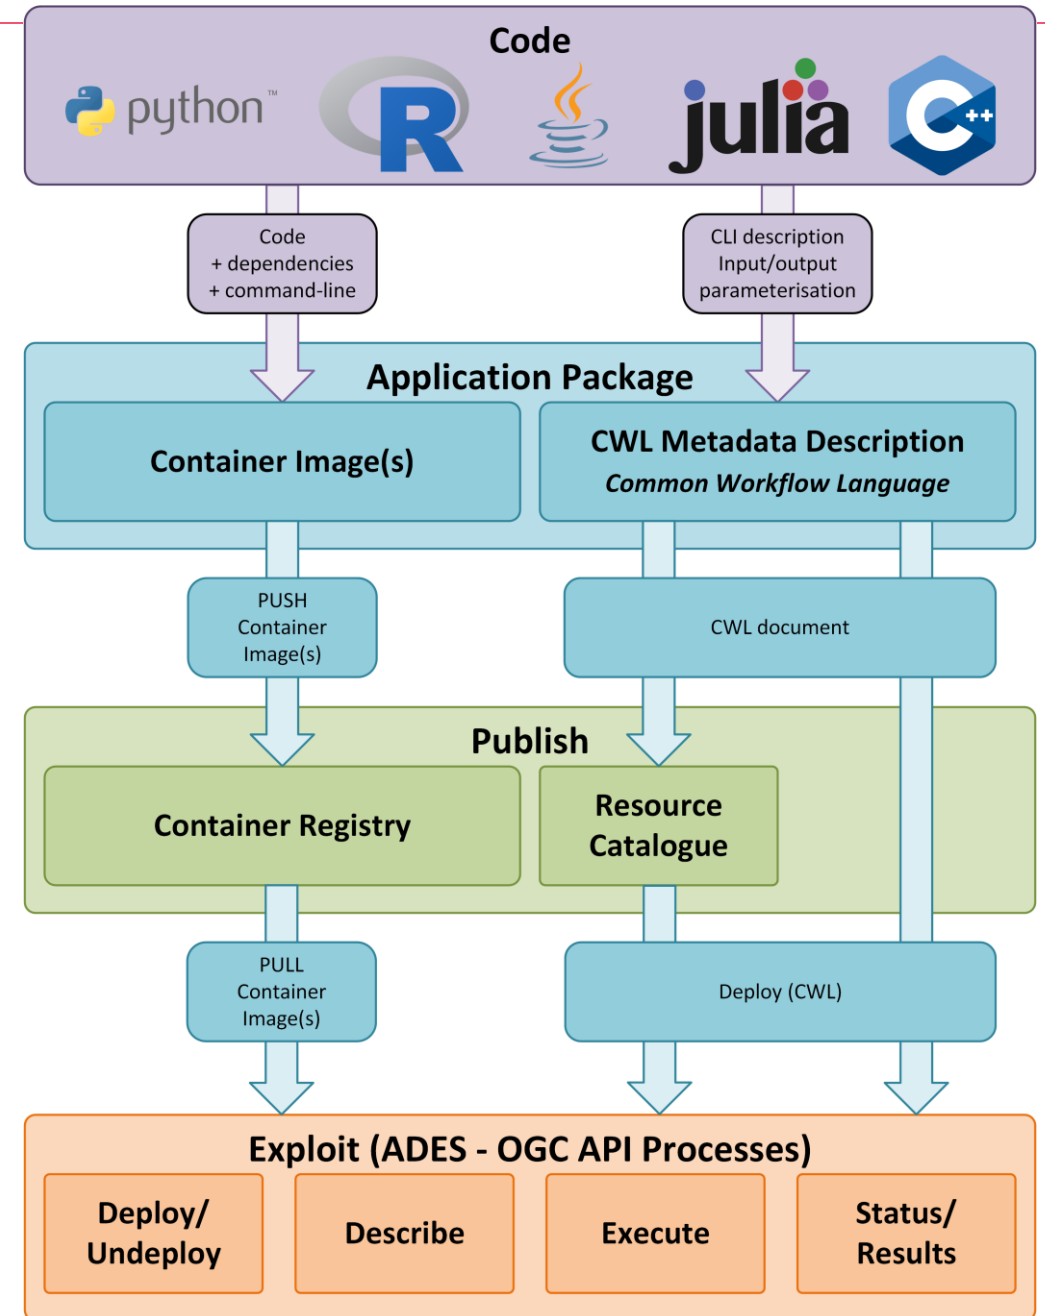 Code
python™
R
julia
C++
Code
+ dependencies
+ command-line
CLI description
Input/output
parameterisation
Application Package
Container Image(s)
CWL Metadata Description
Common Workflow Language
PUSH
Container
Image(s)
CWL document
Publish
Container Registry
Resource
Catalogue
PULL
Container
Image(s)
Deploy (CWL)
Exploit (ADES - OGC API Processes)
Deploy/
Undeploy
Describe
Execute
Status/
Results